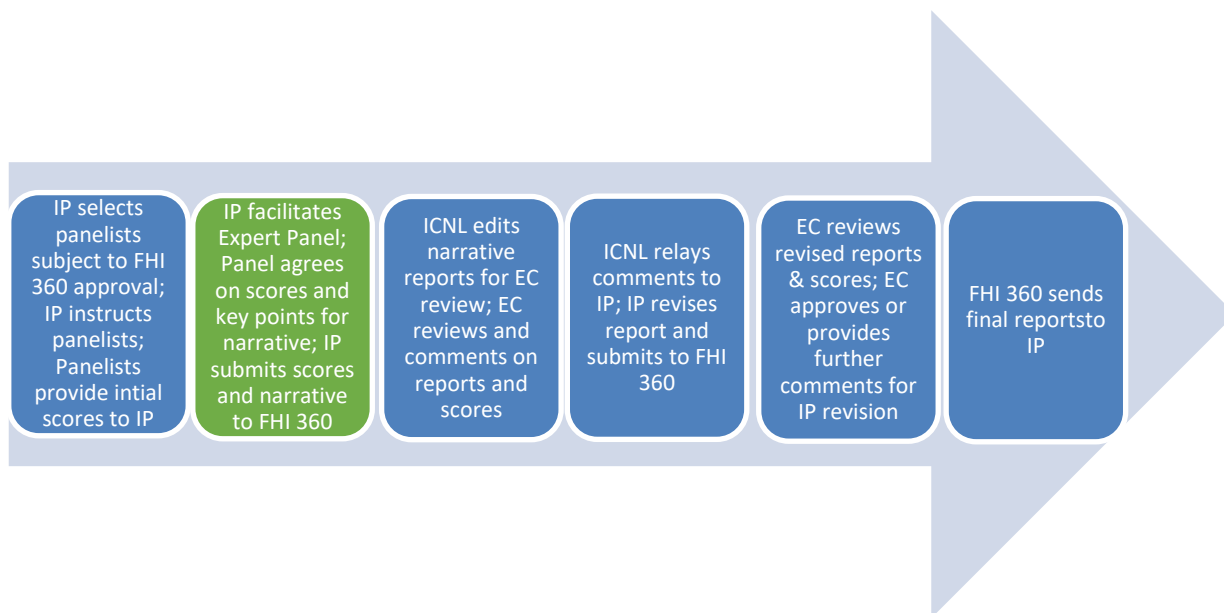 IP selects
panelists
subject to FHI
360 approval;
IP instructs
panelists;
Panelists
provide intial
scores to IP
IP facilitates
Expert Panel;
Panel agrees
on scores and
key points for
narrative; IP
submits scores
and narrative
to FHI 360
ICNL edits
narrative
reports for EC
review; EC
reviews and
comments on
reports and
scores
ICNL relays
comments to
IP; IP revises
report and
submits to FHI
360
EC reviews
revised reports
& scores; EC
approves or
provides
further
comments for
IP revision
FHI 360 sends
final reportsto
IP